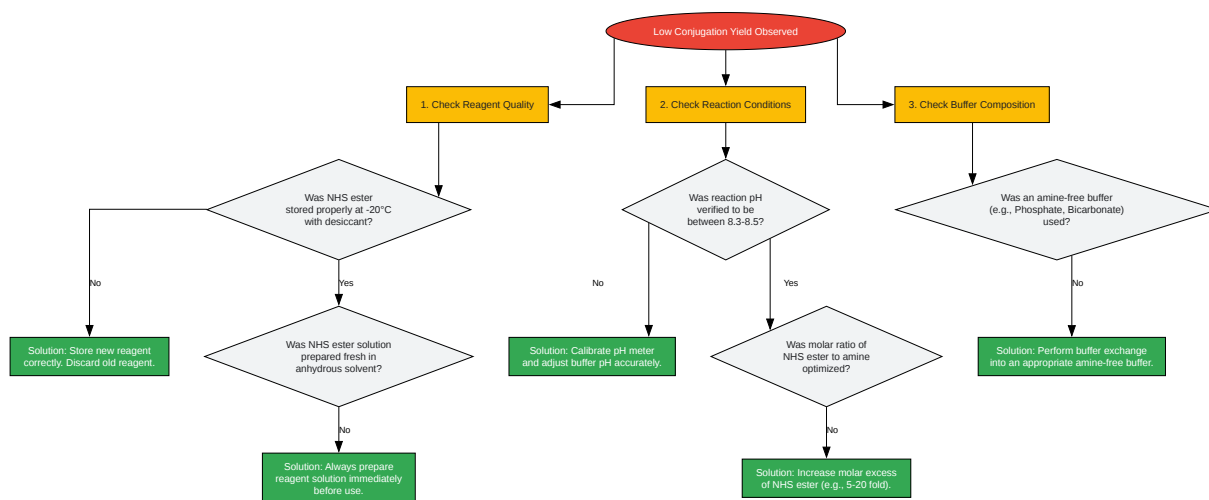 Low Conjugation Yield Observed
1. Check Reagent Quality
2. Check Reaction Conditions
3. Check Buffer Composition
Was NHS ester
stored properly at -20°C
with desiccant?
Was reaction pH
verified to be
between 8.3-8.5?
Was an amine-free buffer
(e.g., Phosphate, Bicarbonate)
used?
No
Yes
No
Yes
No
Solution: Store new reagent
correctly. Discard old reagent.
Was NHS ester solution
prepared fresh in
anhydrous solvent?
Solution: Calibrate pH meter
and adjust buffer pH accurately.
Was molar ratio of
NHS ester to amine
optimized?
Solution: Perform buffer exchange
into an appropriate amine-free buffer.
No
No
Solution: Always prepare
reagent solution immediately
before use.
Solution: Increase molar excess
of NHS ester (e.g., 5-20 fold).